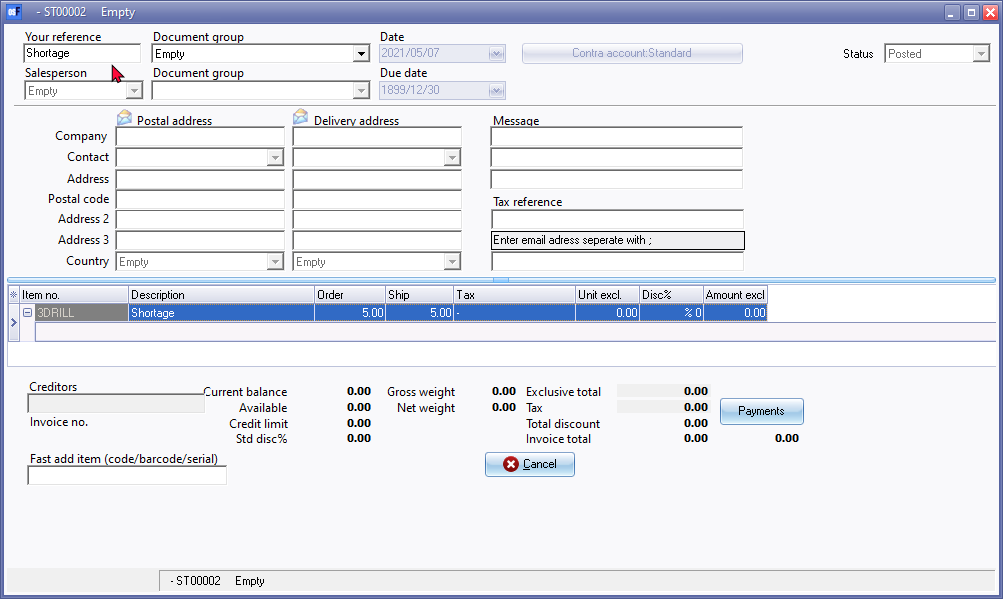 - ST00002 Empty
Your reference Document group Date
Shortage Empty 2021/05/07 Contra account:Standard Status Posted
Salesperson Document group Due date
Empty 1899/12/30
Postal address Delivery address Message
Company
Contact
Address
Postal code Tax reference
Address 2
Address 3 Enter email adress seperate with ;
Country Empty Empty
Item no. Description Order Ship Tax Unit excl. Disc% Amount excl
3DRILL Shortage 5.00 5.00 - 0.00 % 0 0.00
Creditors Current balance 0.00 Gross weight 0.00 Exclusive total 0.00
Available 0.00 Net weight 0.00 Tax 0.00 Payments
Invoice no. Credit limit 0.00 Total discount 0.00
Std disc% 0.00 Invoice total 0.00 0.00
Fast add item (code/barcode/serial) Cancel
- ST00002 Empty